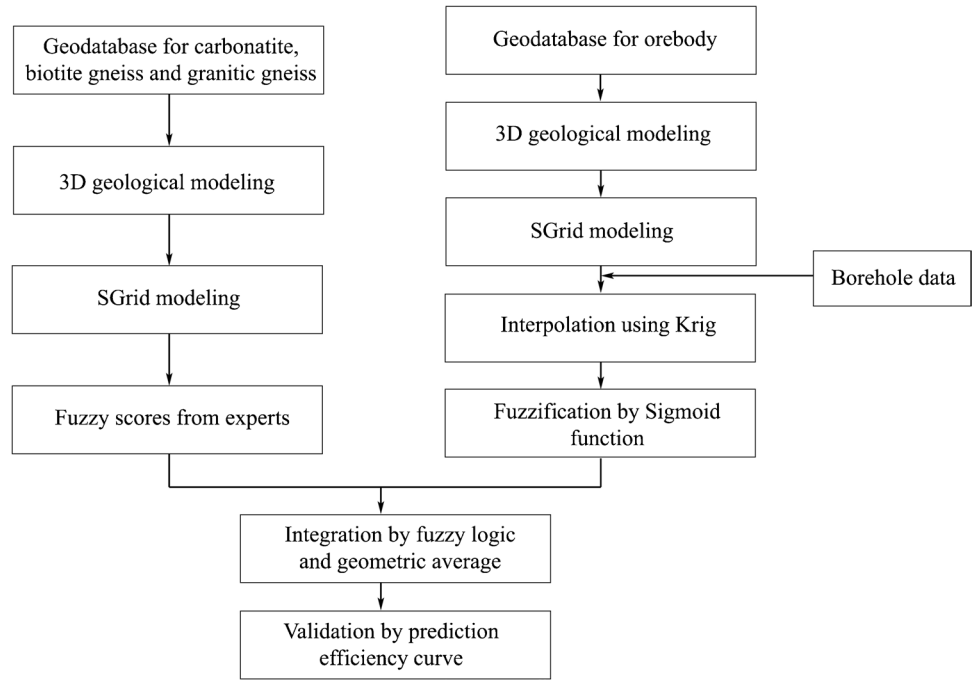 Geodatabase for carbonatite,
biotite gneiss and granitic gneiss
3D geological modeling
SGrid modeling
Fuzzy scores from experts
Geodatabase for orebody
3D geological modeling
SGrid modeling
Borehole data
Interpolation using Krig
Fuzzification by Sigmoid
function
Integration by fuzzy logic
and geometric average
Validation by prediction
efficiency curve